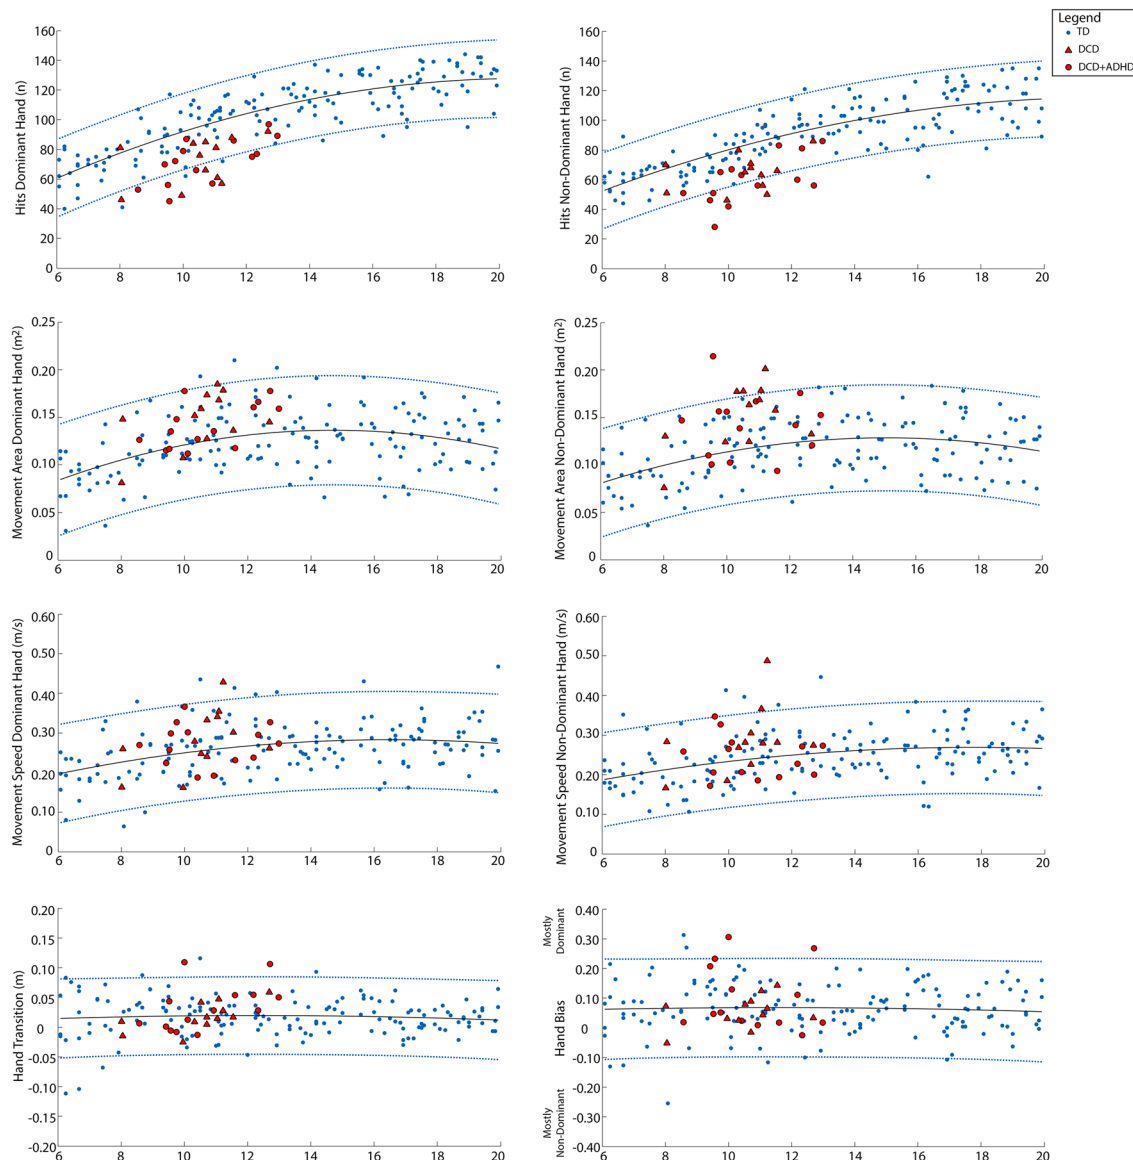 Legend
TD
DCD
DCD+ADHD
Hits Dominant Hand (n)
160
140
120
100
80
60
40
20
0
6 8 10 12 14 16 18 20
Hits Non-Dominant Hand (n)
160
140
120
100
80
60
40
20
0
6 8 10 12 14 16 18 20
Movement Area Dominant Hand (m²)
0.25
0.20
0.15
0.10
0.05
0
6 8 10 12 14 16 18 20
Movement Area Non-Dominant Hand (m²)
0.25
0.20
0.15
0.10
0.05
0
6 8 10 12 14 16 18 20
Movement Speed Dominant Hand (m/s)
0.60
0.50
0.40
0.30
0.20
0.10
0
6 8 10 12 14 16 18 20
Movement Speed Non-Dominant Hand (m/s)
0.60
0.50
0.40
0.30
0.20
0.10
0
6 8 10 12 14 16 18 20
Hand Transition (m)
0.20
0.15
0.10
0.05
0
-0.05
-0.10
-0.15
-0.20
6 8 10 12 14 16 18 20
Hand Bias
Mostly
Dominant
Mostly
Non-Dominant
0.40
0.30
0.20
0.10
0
-0.10
-0.20
-0.30
-0.40
6 8 10 12 14 16 18 20